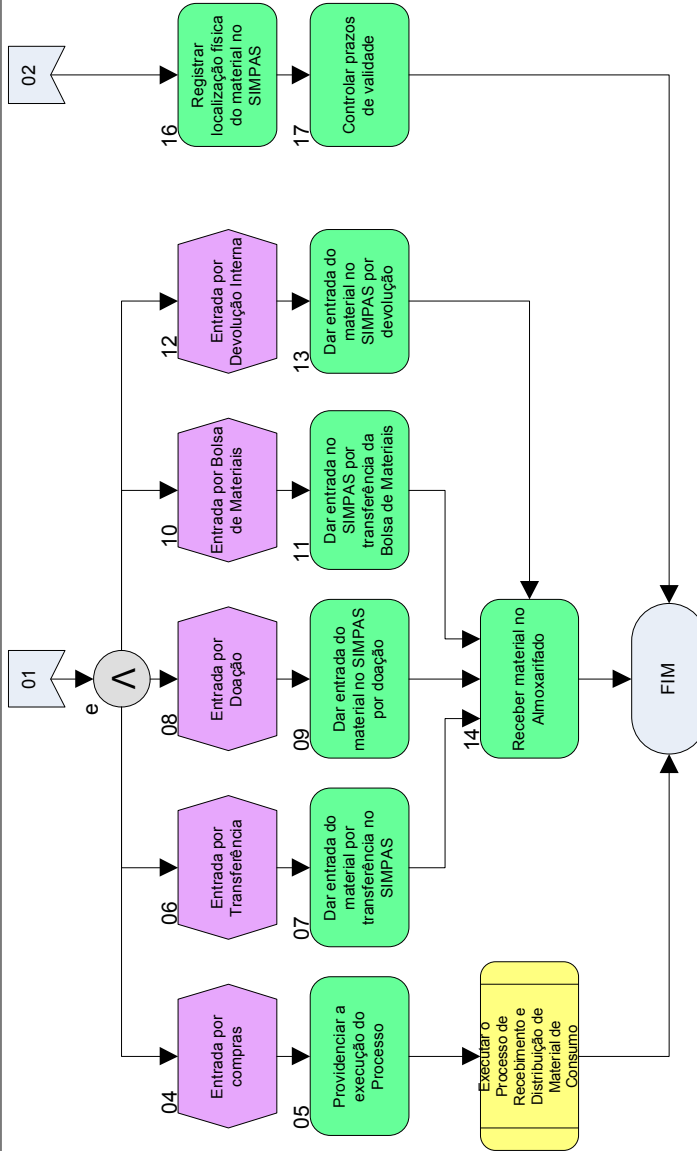 01
02
e
V
04
Entrada por
compras
06
Entrada por
Transferência
08
Entrada por
Doação
10
Entrada por Bolsa
de Materiais
12
Entrada por
Devolução Interna
16
Registrar
localização física
do material no
SIMPAS
05
Providenciar a
execução do
Processo
07
Dar entrada do
material por
transferência no
SIMPAS
09
Dar entrada do
material no SIMPAS
por doação
11
Dar entrada no
SIMPAS por
transferência da
Bolsa de Materiais
13
Dar entrada do
material no
SIMPAS por
devolução
17
Controlar prazos
de validade
Executar o
Processo de
Recebimento e
Distribuição de
Material de
Consumo
14
Receber material no
Almoxarifado
FIM